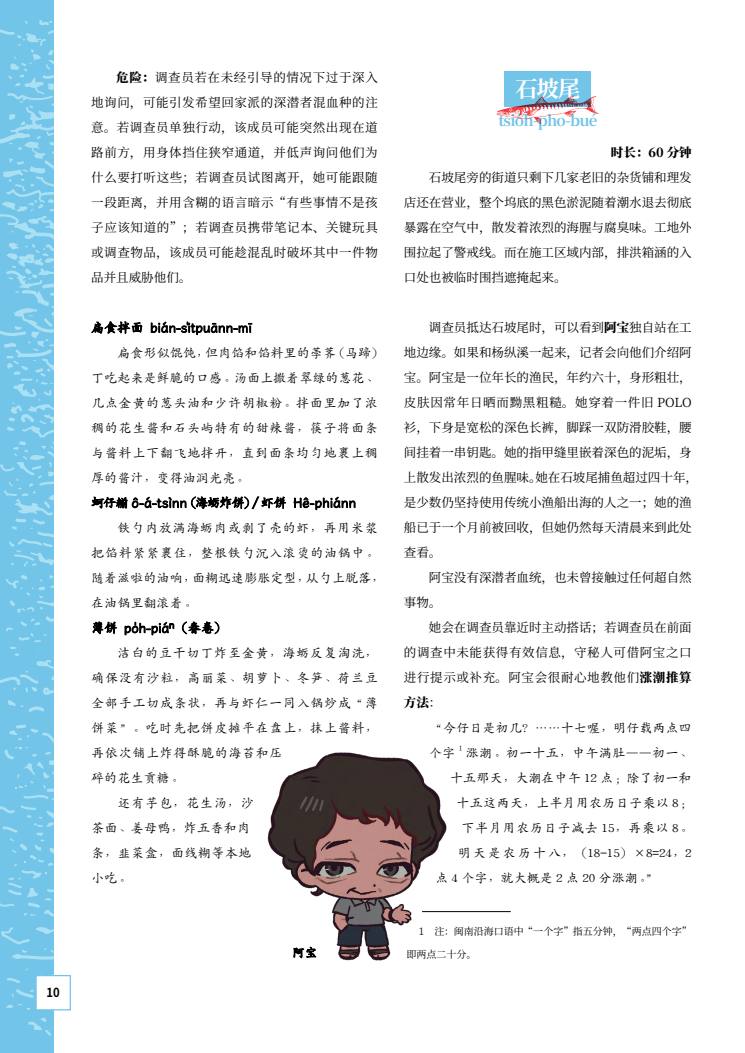 危险：调查员若在未经引导的情况下过于深入
地询问，可能引发希望回家派的深潜者混血种的注
意。若调查员单独行动，该成员可能突然出现在道
路前方，用身体挡住狭窄通道，并低声询问他们为
什么要打听这些；若调查员试图离开，她可能跟随
一段距离，并用含糊的语言暗示“有些事情不是孩
子应该知道的”；若调查员携带笔记本、关键玩具
或调查物品，该成员可能趁混乱时破坏其中一件物
品并且威胁他们。
扁食拌面 bián-si̍tpuānn-mī
扁食形似馄饨，但肉馅和馅料里的荸荠（马蹄）
丁吃起来是鲜脆的口感。汤面上撒着翠绿的葱花、
几点金黄的葱头油和少许胡椒粉。拌面里加了浓
稠的花生酱和石头屿特有的甜辣酱，筷子将面条
与酱料上下翻飞地拌开，直到面条均匀地裹上稠
厚的酱汁，变得油润光亮。
蚵仔𫗦 ô-á-tsìnn（海蛎炸饼）/ 虾饼 Hê-phiánn
铁勺内放满海蛎肉或剥了壳的虾，再用米浆
把馅料紧紧裹住，整根铁勺沉入滚烫的油锅中。
随着滋啦的油响，面糊迅速膨胀定型，从勺上脱落，
在油锅里翻滚着。
薄饼 po̍h-piáⁿ（春卷）
洁白的豆干切丁炸至金黄，海蛎反复淘洗，
确保没有沙粒，高丽菜、胡萝卜、冬笋、荷兰豆
全部手工切成条状，再与虾仁一同入锅炒成“薄
饼菜”。吃时先把饼皮摊平在盘上，抹上酱料，
再依次铺上炸得酥脆的海苔和压
碎的花生贡糖。
还有芋包，花生汤，沙
茶面、姜母鸭，炸五香和肉
条，韭菜盒，面线糊等本地
小吃。
阿宝
10
石坡尾
tsioh-pho-bué
时长：60 分钟
石坡尾旁的街道只剩下几家老旧的杂货铺和理发
店还在营业，整个坞底的黑色淤泥随着潮水退去彻底
暴露在空气中，散发着浓烈的海腥与腐臭味。工地外
围拉起了警戒线。而在施工区域内部，排洪箱涵的入
口处也被临时围挡遮掩起来。
调查员抵达石坡尾时，可以看到阿宝独自站在工
地边缘。如果和杨纵溪一起来，记者会向他们介绍阿
宝。阿宝是一位年长的渔民，年约六十，身形粗壮，
皮肤因常年日晒而黝黑粗糙。她穿着一件旧 POLO
衫，下身是宽松的深色长裤，脚踩一双防滑胶鞋，腰
间挂着一串钥匙。她的指甲缝里嵌着深色的泥垢，身
上散发出浓烈的鱼腥味。她在石坡尾捕鱼超过四十年，
是少数仍坚持使用传统小渔船出海的人之一；她的渔
船已于一个月前被回收，但她仍然每天清晨来到此处
查看。
阿宝没有深潜者血统，也未曾接触过任何超自然
事物。
她会在调查员靠近时主动搭话；若调查员在前面
的调查中未能获得有效信息，守秘人可借阿宝之口
进行提示或补充。阿宝会很耐心地教他们涨潮推算
方法：
“今仔日是初几？……十七喔，明仔载两点四
个字 1 涨潮。初一十五，中午满肚——初一、
十五那天，大潮在中午 12 点；除了初一和
十五这两天，上半月用农历日子乘以 8；
下半月用农历日子减去 15，再乘以 8。
明天是农历十八，（18-15）×8=24，2
点 4 个字，就大概是 2 点 20 分涨潮。”
1 注：闽南沿海口语中“一个字”指五分钟，“两点四个字”
即两点二十分。